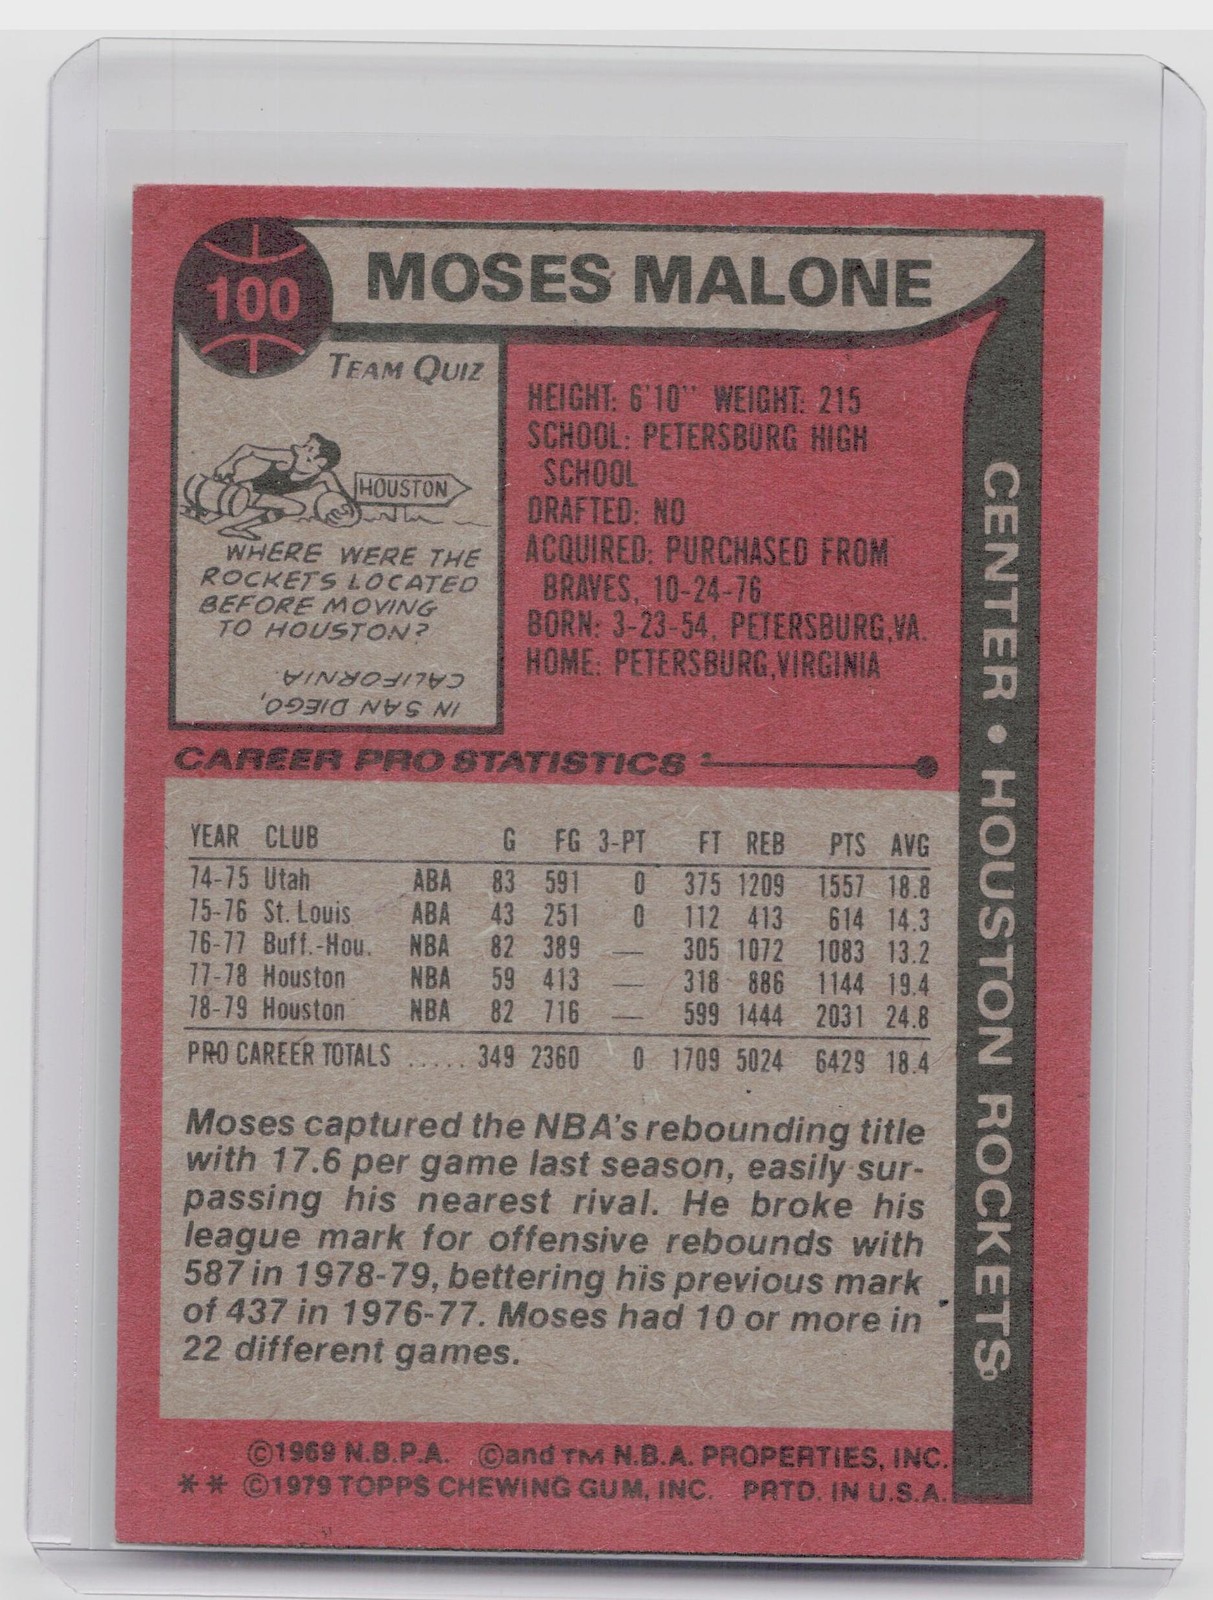 100
MOSES MALONE
TEAM QUIZ
HOUSTON
WHERE WERE THE
ROCKETS LOCATED
BEFORE MOVING
TO HOUSTON?
IN SAN DIEGO,
CALIFORNIA.
HEIGHT: 6'10" WEIGHT: 215
SCHOOL: PETERSBURG HIGH
SCHOOL
DRAFTED: NO
ACQUIRED: PURCHASED FROM
BRAVES, 10-24-76
BORN: 3-23-54, PETERSBURG,VA.
HOME: PETERSBURG,VIRGINIA
CENTER • HOUSTON ROCKETS
CAREER PRO STATISTICS
YEAR CLUB G FG 3-PT FT REB PTS AVG
74-75 Utah ABA 83 591 0 375 1209 1557 18.8
75-76 St. Louis ABA 43 251 0 112 413 614 14.3
76-77 Buff.-Hou. NBA 82 389 — 305 1072 1083 13.2
77-78 Houston NBA 59 413 — 318 886 1144 19.4
78-79 Houston NBA 82 716 — 599 1444 2031 24.8
PRO CAREER TOTALS ..... 349 2360 0 1709 5024 6429 18.4
Moses captured the NBA's rebounding title
with 17.6 per game last season, easily sur-
passing his nearest rival. He broke his
league mark for offensive rebounds with
587 in 1978-79, bettering his previous mark
of 437 in 1976-77. Moses had 10 or more in
22 different games.
©1969 N.B.P.A. ©and TM N.B.A. PROPERTIES, INC.
** ©1979 TOPPS CHEWING GUM, INC. PRTD. IN U.S.A.